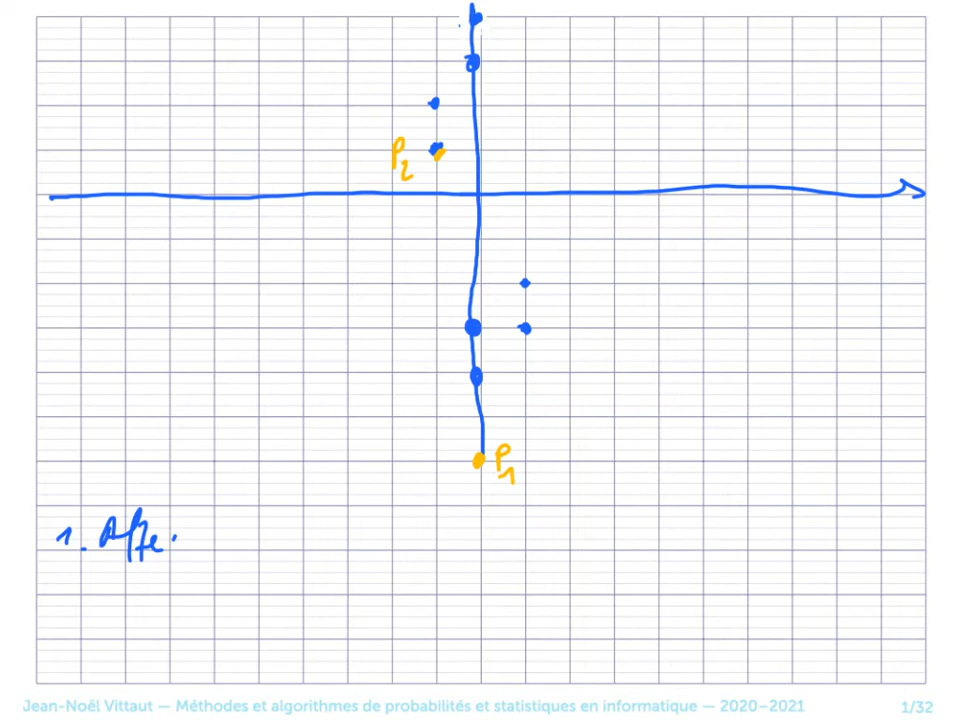 P2
P1
1. Affe.
Jean-Noël Vittaut — Méthodes et algorithmes de probabilités et statistiques en informatique — 2020–2021 1/32